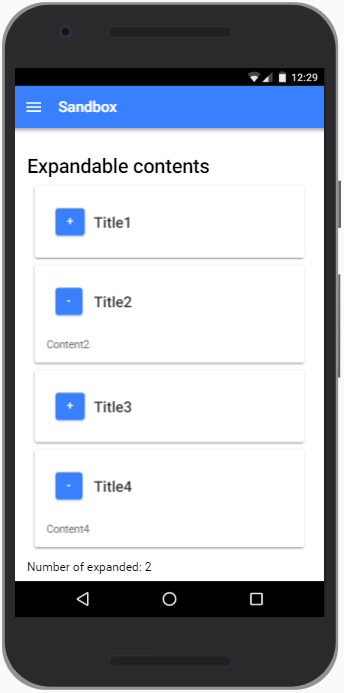 12:29
Sandbox
Expandable contents
+ Title1
- Title2
Content2
+ Title3
- Title4
Content4
Number of expanded: 2